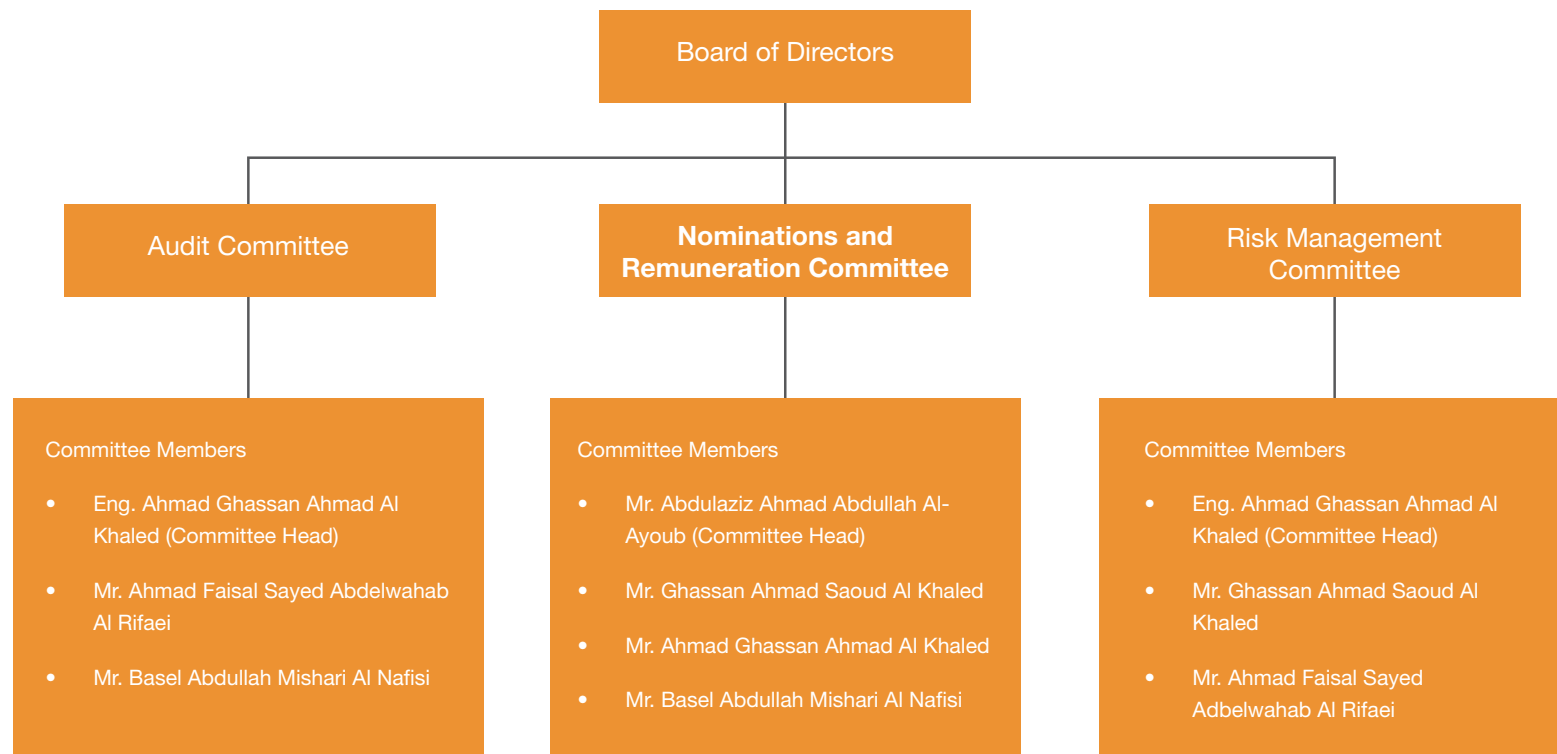 Board of Directors
Audit Committee
Nominations and
Remuneration Committee
Risk Management
Committee
Committee Members
• Eng. Ahmad Ghassan Ahmad Al
Khaled (Committee Head)
• Mr. Ahmad Faisal Sayed Abdelwahab
Al Rifaei
• Mr. Basel Abdullah Mishari Al Nafisi
Committee Members
• Mr. Abdulaziz Ahmad Abdullah Al-
Ayoub (Committee Head)
• Mr. Ghassan Ahmad Saoud Al Khaled
• Mr. Ahmad Ghassan Ahmad Al Khaled
• Mr. Basel Abdullah Mishari Al Nafisi
Committee Members
• Eng. Ahmad Ghassan Ahmad Al
Khaled (Committee Head)
• Mr. Ghassan Ahmad Saoud Al
Khaled
• Mr. Ahmad Faisal Sayed
Adbelwahab Al Rifaei